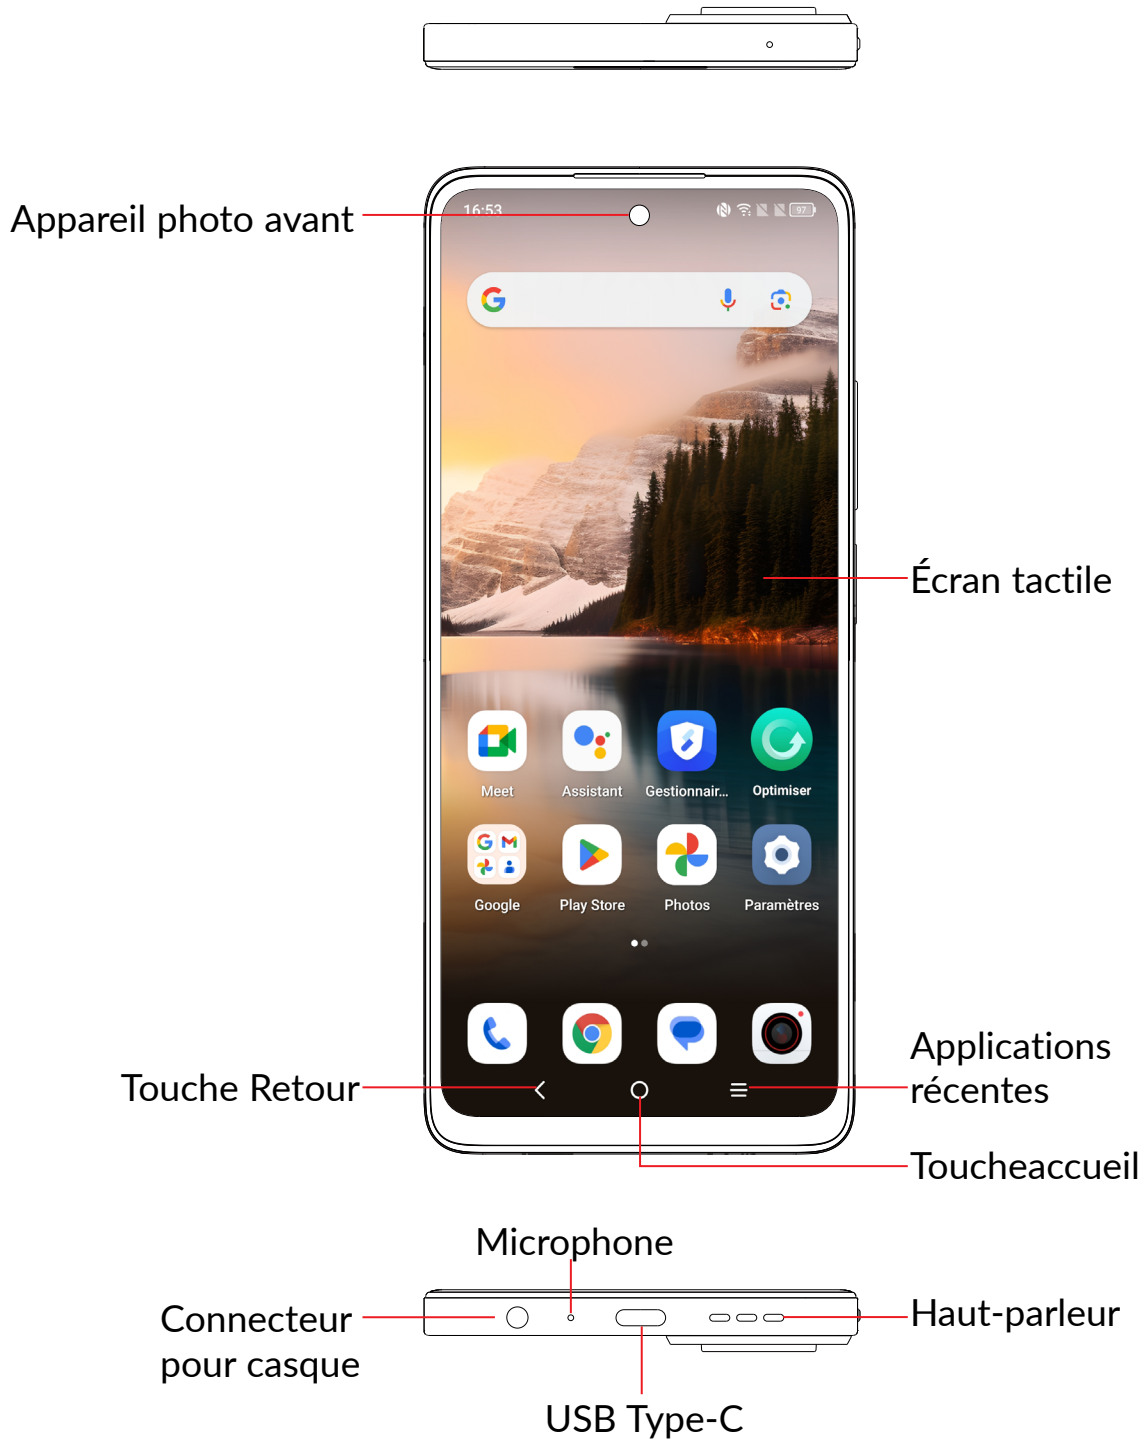 Appareil photo avant
16:53
97
Écran tactile
Meet
Assistant
Gestionnair...
Optimiser
Google
Play Store
Photos
Paramètres
Applications
récentes
Touche Retour
Toucheaccueil
Microphone
Connecteur
pour casque
Haut-parleur
USB Type-C